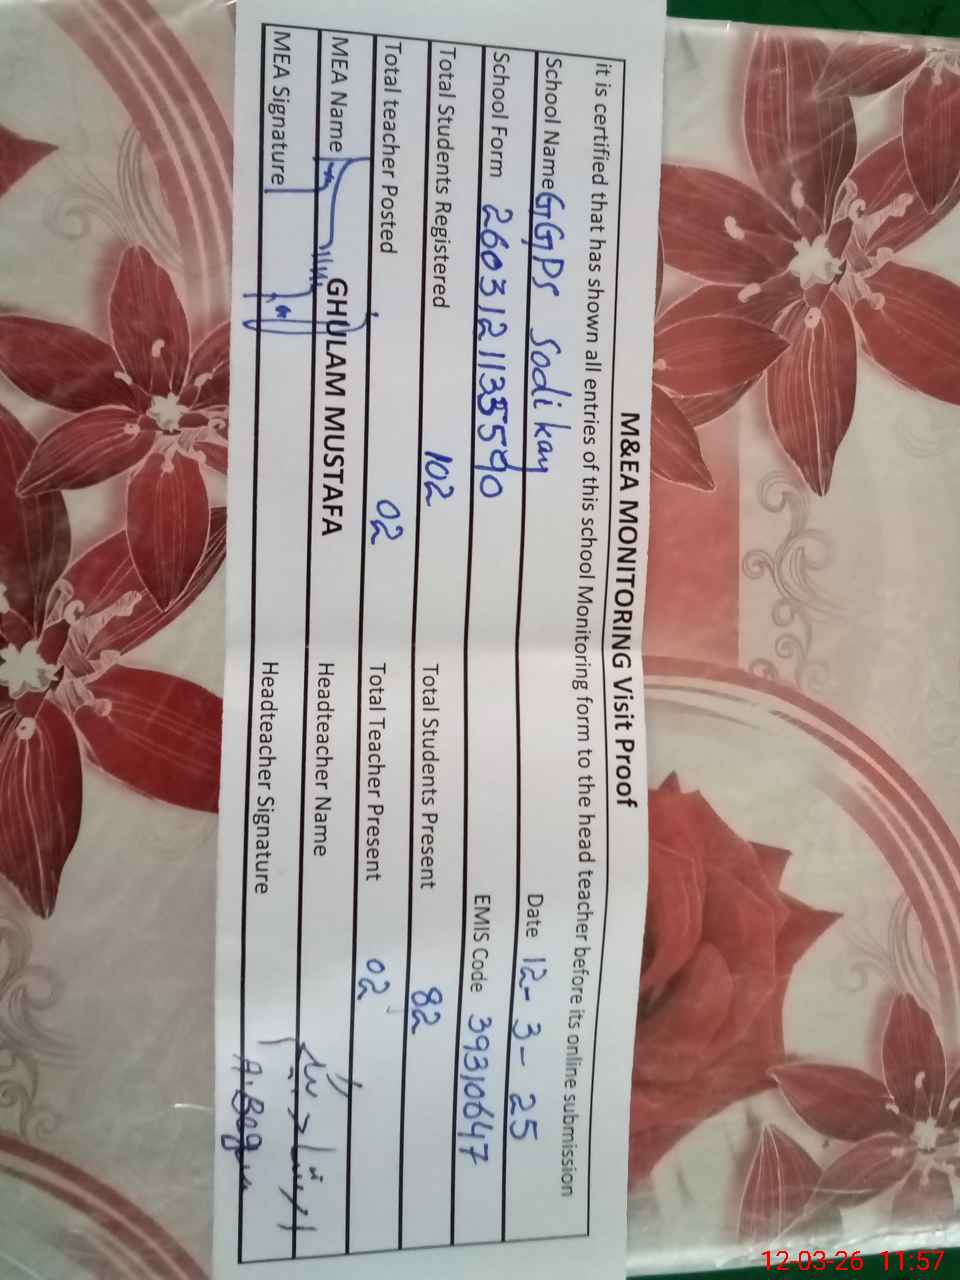 M&EA MONITORING Visit Proof
it is certified that has shown all entries of this school Monitoring form to the head teacher before its online submission
School Name GGPS Sodi kay Date 12-3-25
School Form 2603121135590 EMIS Code 39310647
Total Students Registered 102 Total Students Present 82
Total teacher Posted 02 Total Teacher Present 02
MEA Name GHULAM MUSTAFA Headteacher Name
MEA Signature Headteacher Signature A.Begum
12-03-26 11:57